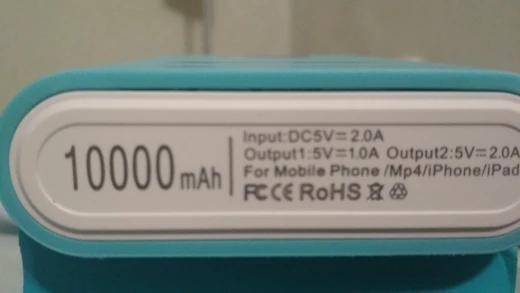 10000mAh
Input:DC5V⎓2.0A
Output1:5V⎓1.0A Output2:5V⎓2.0A
For Mobile Phone /Mp4/iPhone/iPad
FC CE RoHS